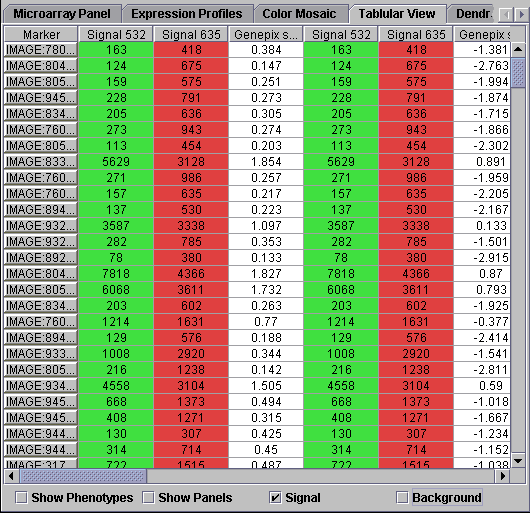 Microarray Panel Expression Profiles Color Mosaic Tablular View Dendr.
Marker Signal 532 Signal 635 Genepix s... Signal 532 Signal 635 Genepix s
IMAGE:780... 163 418 0.384 163 418 -1.381
IMAGE:804... 124 675 0.147 124 675 -2.763
IMAGE:805... 159 575 0.251 159 575 -1.994
IMAGE:945... 228 791 0.273 228 791 -1.874
IMAGE:834... 205 636 0.305 205 636 -1.715
IMAGE:760... 273 943 0.274 273 943 -1.866
IMAGE:805... 113 454 0.203 113 454 -2.302
IMAGE:833... 5629 3128 1.854 5629 3128 0.891
IMAGE:760... 271 986 0.257 271 986 -1.959
IMAGE:760... 157 635 0.217 157 635 -2.205
IMAGE:894... 137 530 0.223 137 530 -2.167
IMAGE:932... 3587 3338 1.097 3587 3338 0.133
IMAGE:932... 282 785 0.353 282 785 -1.501
IMAGE:892... 78 380 0.133 78 380 -2.915
IMAGE:804... 7818 4366 1.827 7818 4366 0.87
IMAGE:805... 6068 3611 1.732 6068 3611 0.793
IMAGE:834... 203 602 0.263 203 602 -1.925
IMAGE:760... 1214 1631 0.77 1214 1631 -0.377
IMAGE:894... 129 576 0.188 129 576 -2.414
IMAGE:933... 1008 2920 0.344 1008 2920 -1.541
IMAGE:805... 216 1238 0.142 216 1238 -2.811
IMAGE:934... 4558 3104 1.505 4558 3104 0.59
IMAGE:945... 668 1373 0.494 668 1373 -1.018
IMAGE:945... 408 1271 0.315 408 1271 -1.667
IMAGE:944... 130 307 0.425 130 307 -1.234
IMAGE:944... 314 714 0.45 314 714 -1.152
IMAGE:317... 722 1515 0.487 722 1515 -1.038
Show Phenotypes Show Panels Signal Background